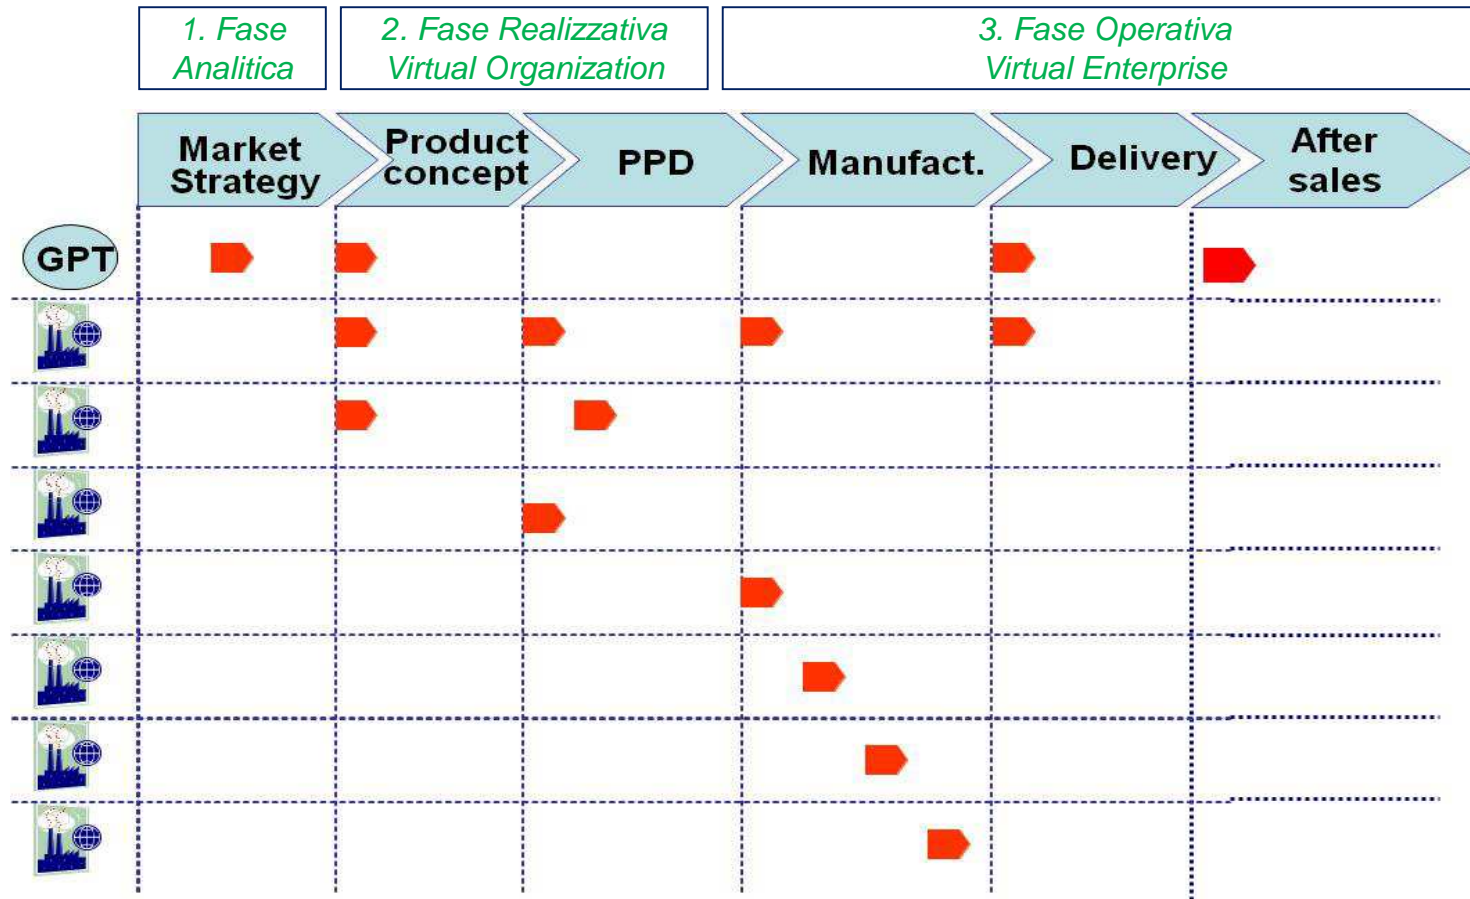 1. Fase
Analitica
2. Fase Realizzativa
Virtual Organization
3. Fase Operativa
Virtual Enterprise
Market
Strategy
Product
concept
PPD
Manufact.
Delivery
After
sales
GPT